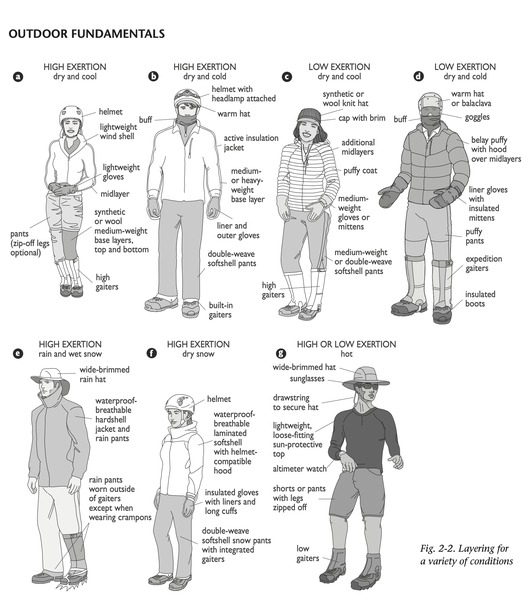 OUTDOOR FUNDAMENTALS
a
HIGH EXERTION
dry and cool
helmet
lightweight
wind shell
lightweight
gloves
midlayer
synthetic
or wool
medium-weight
base layers,
top and bottom
pants
(zip-off legs
optional)
high
gaiters
b
HIGH EXERTION
dry and cold
helmet with
headlamp attached
buff
warm hat
active insulation
jacket
medium-
or heavy-
weight
base layer
liner and
outer gloves
double-weave
softshell pants
built-in
gaiters
c
LOW EXERTION
dry and cool
synthetic or
wool knit hat
cap with brim
additional
midlayers
puffy coat
medium-
weight
gloves or
mittens
medium-weight
or double-weave
softshell pants
high
gaiters
d
LOW EXERTION
dry and cold
warm hat
or balaclava
buff
goggles
belay puffy
with hood
over midlayers
liner gloves
with
insulated
mittens
puffy
pants
expedition
gaiters
insulated
boots
e
HIGH EXERTION
rain and wet snow
wide-brimmed
rain hat
waterproof-
breathable
hardshell
jacket and
rain pants
rain pants
worn outside
of gaiters
except when
wearing crampons
f
HIGH EXERTION
dry snow
helmet
waterproof-
breathable
laminated
softshell
with helmet-
compatible
hood
insulated gloves
with liners and
long cuffs
double-weave
softshell snow pants
with integrated
gaiters
g
HIGH OR LOW EXERTION
hot
wide-brimmed hat
sunglasses
drawstring
to secure hat
lightweight,
loose-fitting
sun-protective
top
altimeter watch
shorts or pants
with legs
zipped off
low
gaiters
Fig. 2-2. Layering for
a variety of conditions